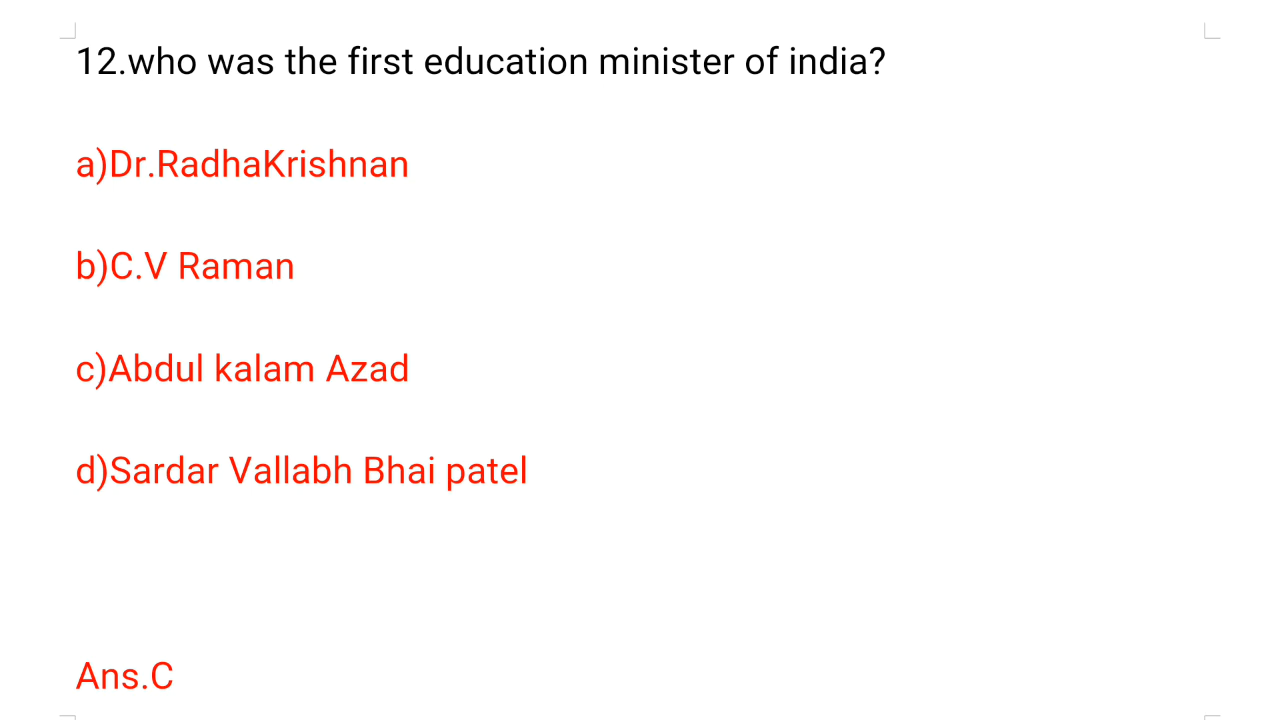 12.who was the first education minister of india?
a)Dr.RadhaKrishnan
b)C.V Raman
c)Abdul kalam Azad
d)Sardar Vallabh Bhai patel
Ans.C